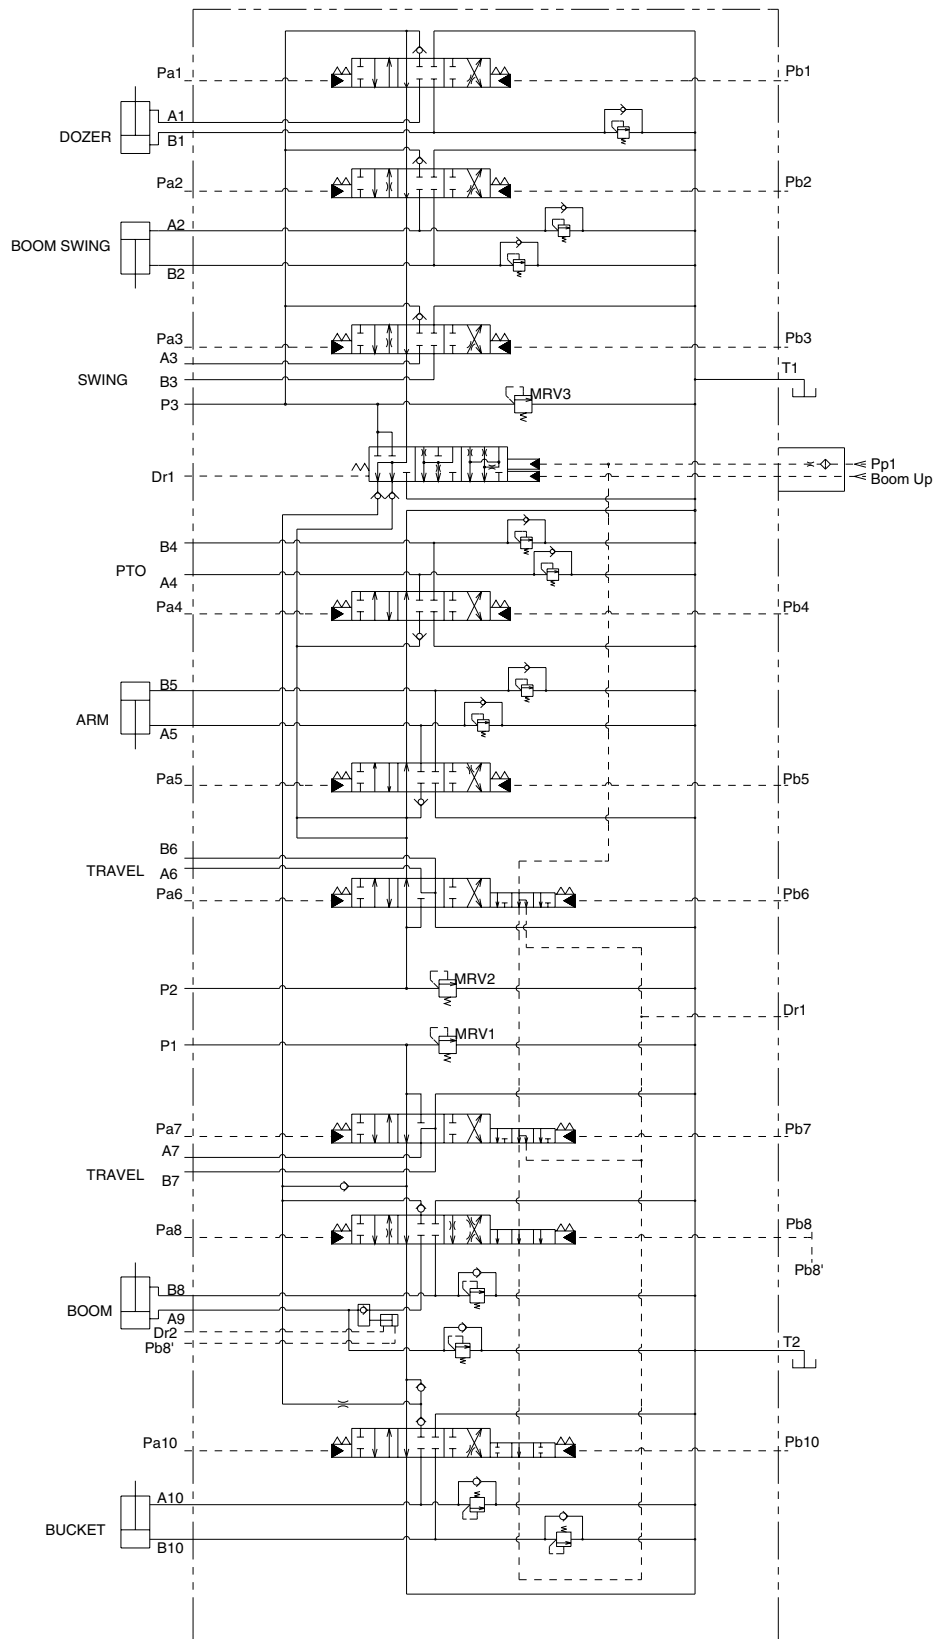 Pa1 Pb1
A1
DOZER
B1
Pa2 Pb2
A2
BOOM SWING
B2
Pa3 Pb3
A3
T1
SWING B3
MRV3
P3
Pp1
Dr1 Boom Up
B4
PTO
A4
Pa4 Pb4
B5
ARM
A5
Pa5 Pb5
B6
TRAVEL A6
Pa6 Pb6
MRV2
P2
Dr1
MRV1
P1
Pa7 Pb7
A7
TRAVEL B7
Pa8 Pb8
Pb8'
B8
BOOM
A9
Dr2
Pb8' T2
Pa10 Pb10
A10
BUCKET
B10